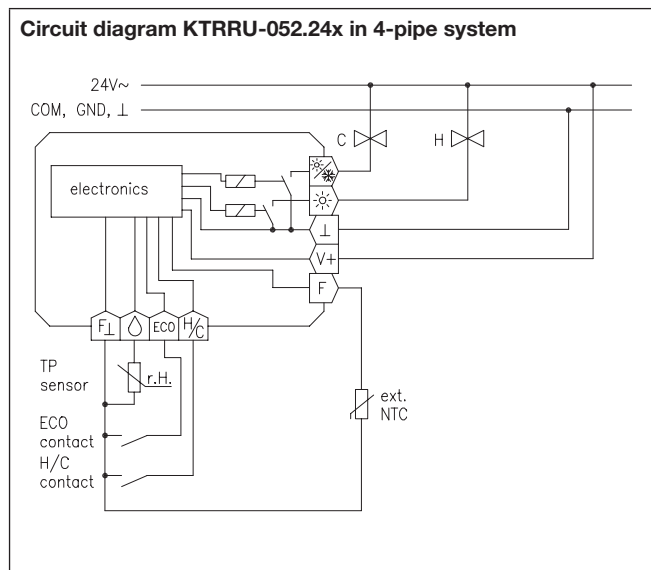 Circuit diagram KTRRU-052.24x in 4-pipe system
24V~
COM, GND, ⊥
C
H
electronics
⊥
V+
F
F⊥
ECO
H/C
TP
sensor
r.H.
ext.
NTC
ECO
contact
H/C
contact